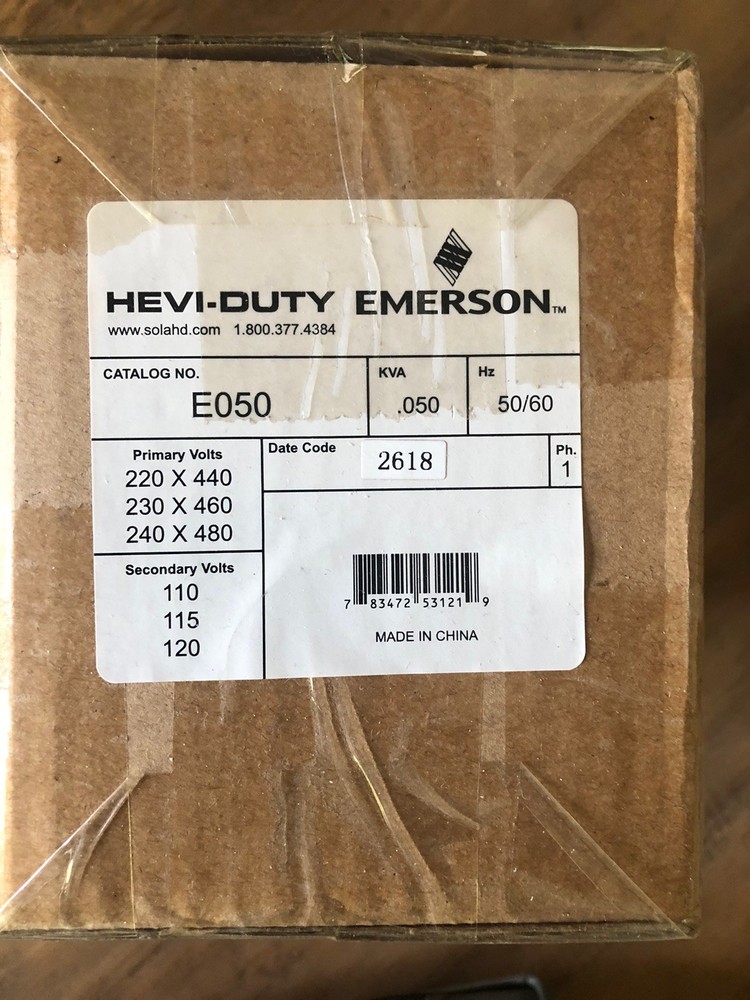 HEVI-DUTY EMERSON™
www.solahd.com 1.800.377.4384
CATALOG NO.
E050
KVA
.050
Hz
50/60
Primary Volts
220 X 440
230 X 460
240 X 480
Date Code
2618
Ph.
1
Secondary Volts
110
115
120
7 83472 53121 9
MADE IN CHINA